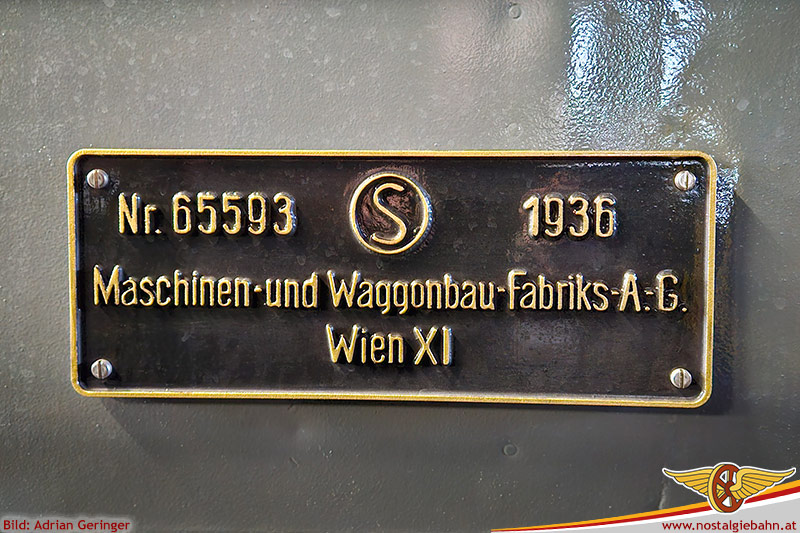 Nr. 65593 S 1936
Maschinen-und Waggonbau-Fabriks-A.-G.
Wien XI
Bild: Adrian Geringer
www.nostalgiebahn.at